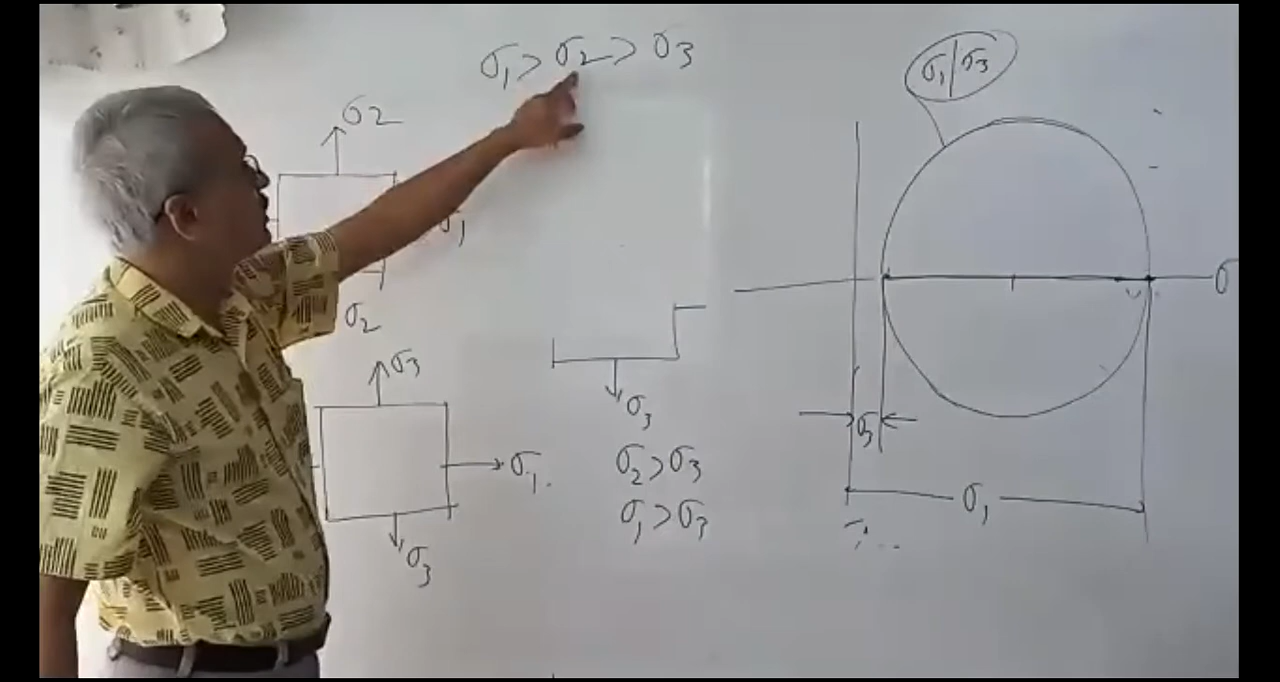 σ₁ > σ₂ > σ₃
σ₁/σ₃
σ₂
σ₁
σ
σ₂
σ₃
σ₃
σ₃
σ₂ > σ₃
σ₁.
σ₁
σ₁ > σ₃
σ₃